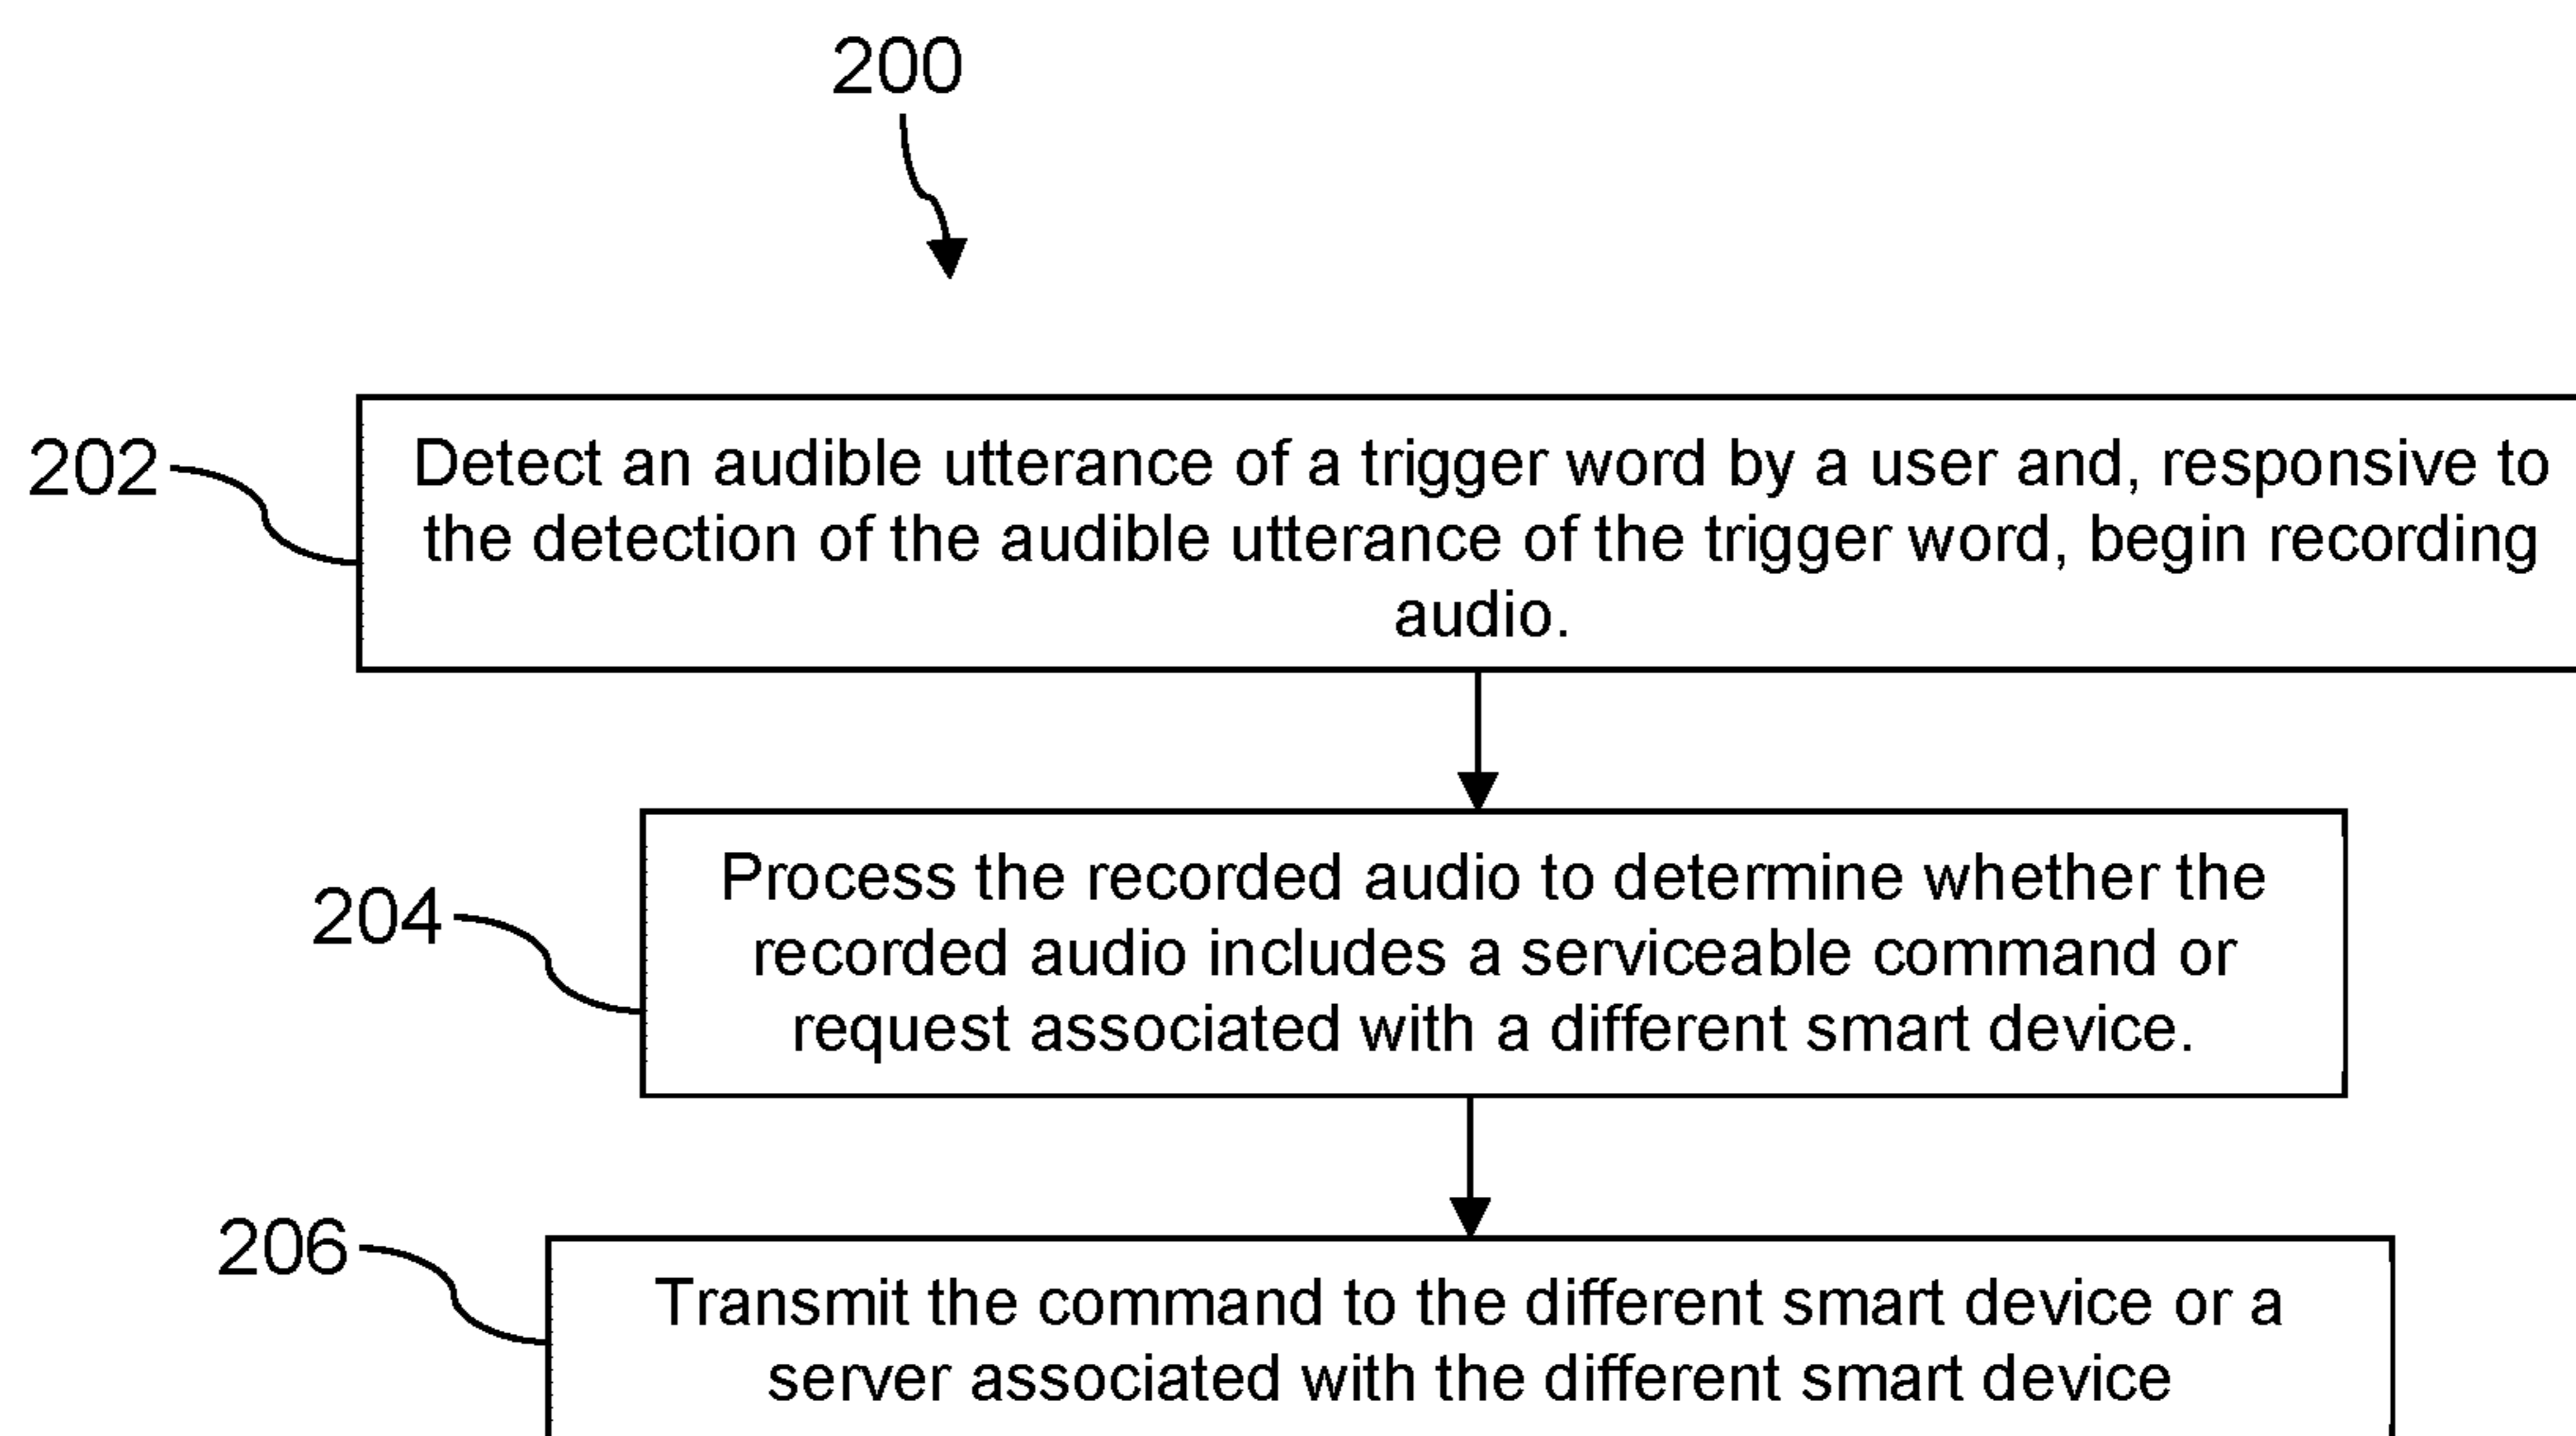 200
202
Detect an audible utterance of a trigger word by a user and, responsive to
the detection of the audible utterance of the trigger word, begin recording
audio.
204
Process the recorded audio to determine whether the
recorded audio includes a serviceable command or
request associated with a different smart device.
206
Transmit the command to the different smart device or a
server associated with the different smart device